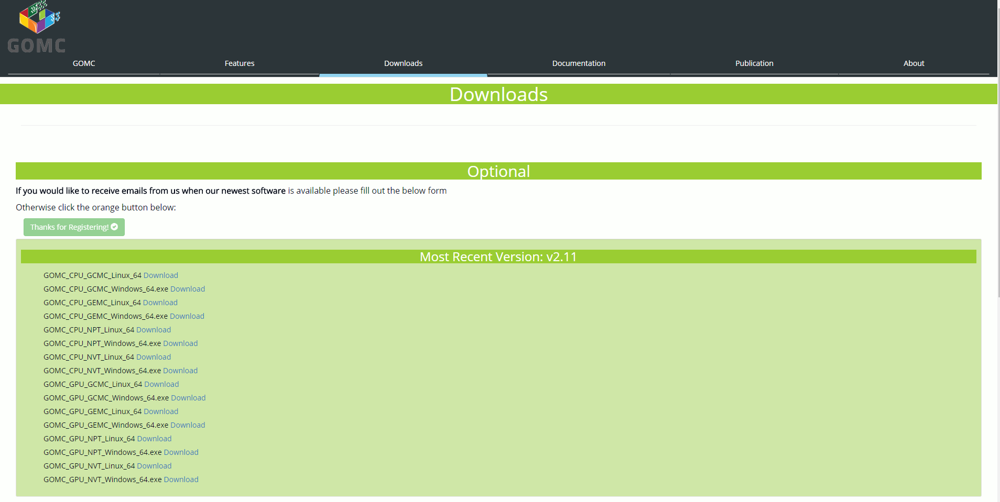 GOMC
GOMC Features Downloads Documentation Publication About
Downloads
Optional
If you would like to receive emails from us when our newest software is available please fill out the below form
Otherwise click the orange button below:
Thanks for Registering!
Most Recent Version: v2.11
GOMC_CPU_GCMC_Linux_64 Download
GOMC_CPU_GCMC_Windows_64.exe Download
GOMC_CPU_GEMC_Linux_64 Download
GOMC_CPU_GEMC_Windows_64.exe Download
GOMC_CPU_NPT_Linux_64 Download
GOMC_CPU_NPT_Windows_64.exe Download
GOMC_CPU_NVT_Linux_64 Download
GOMC_CPU_NVT_Windows_64.exe Download
GOMC_GPU_GCMC_Linux_64 Download
GOMC_GPU_GCMC_Windows_64.exe Download
GOMC_GPU_GEMC_Linux_64 Download
GOMC_GPU_GEMC_Windows_64.exe Download
GOMC_GPU_NPT_Linux_64 Download
GOMC_GPU_NPT_Windows_64.exe Download
GOMC_GPU_NVT_Linux_64 Download
GOMC_GPU_NVT_Windows_64.exe Download